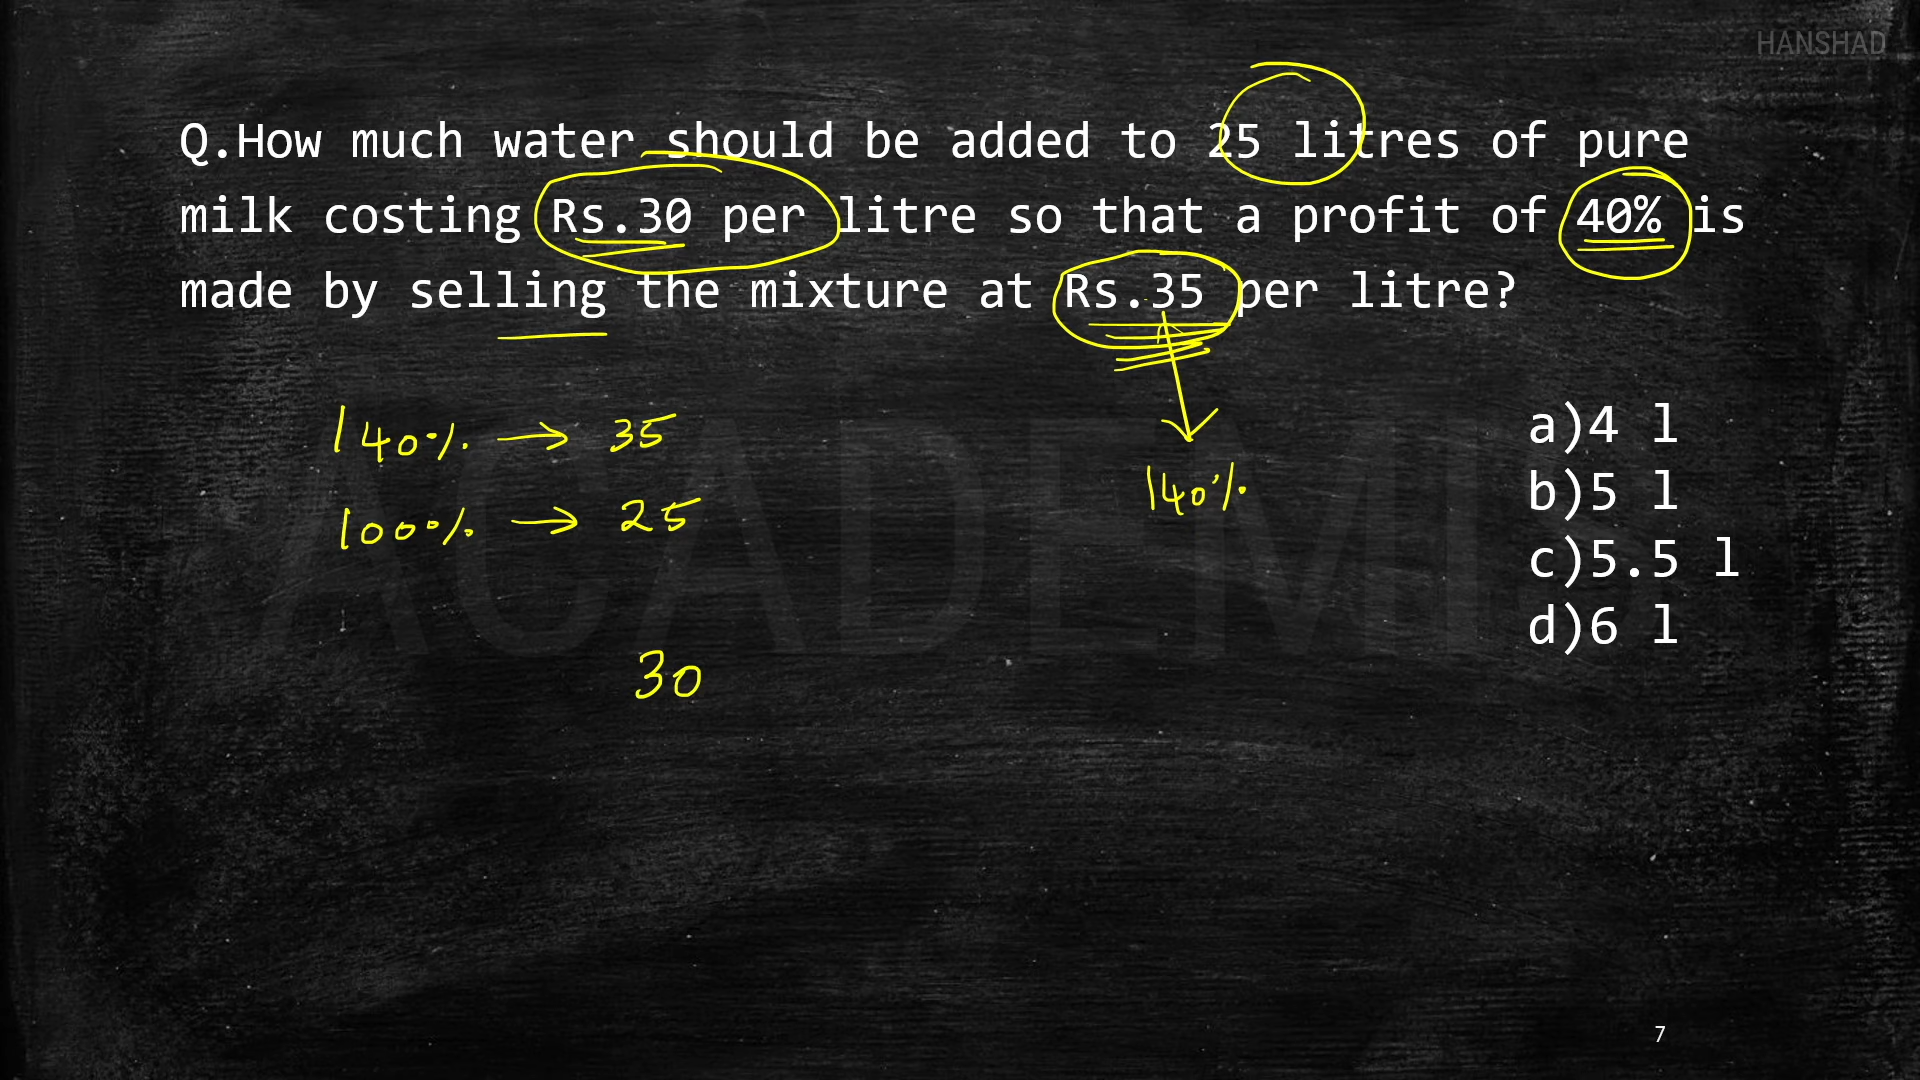 HANSHAD
Q.How much water should be added to 25 litres of pure
milk costing Rs.30 per litre so that a profit of 40% is
made by selling the mixture at Rs.35 per litre?
140% → 35
100% → 25
30
140%
a)4 l
b)5 l
c)5.5 l
d)6 l
ACADEMI
7